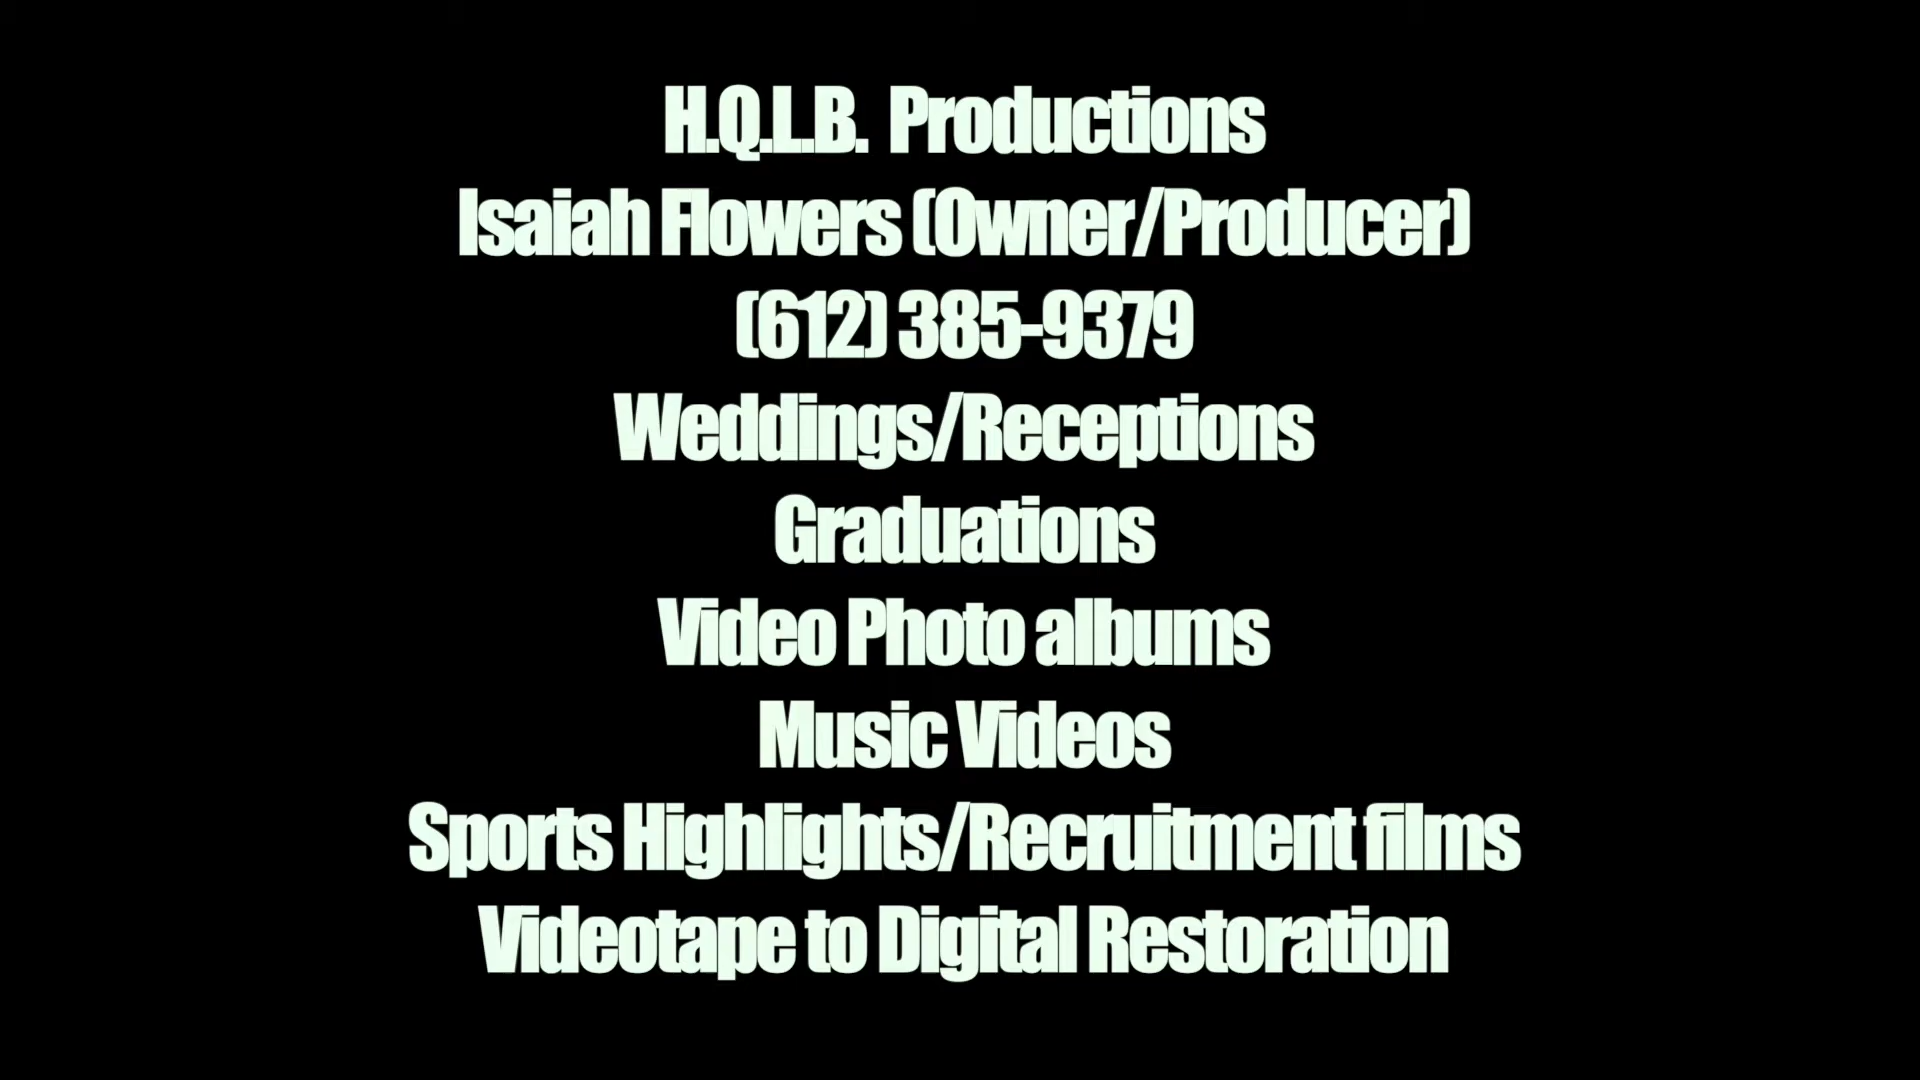 H.Q.L.B. Productions
Isaiah Flowers (Owner/Producer)
(612) 385-9379
Weddings/Receptions
Graduations
Video Photo albums
Music Videos
Sports Highlights/Recruitment films
Videotape to Digital Restoration